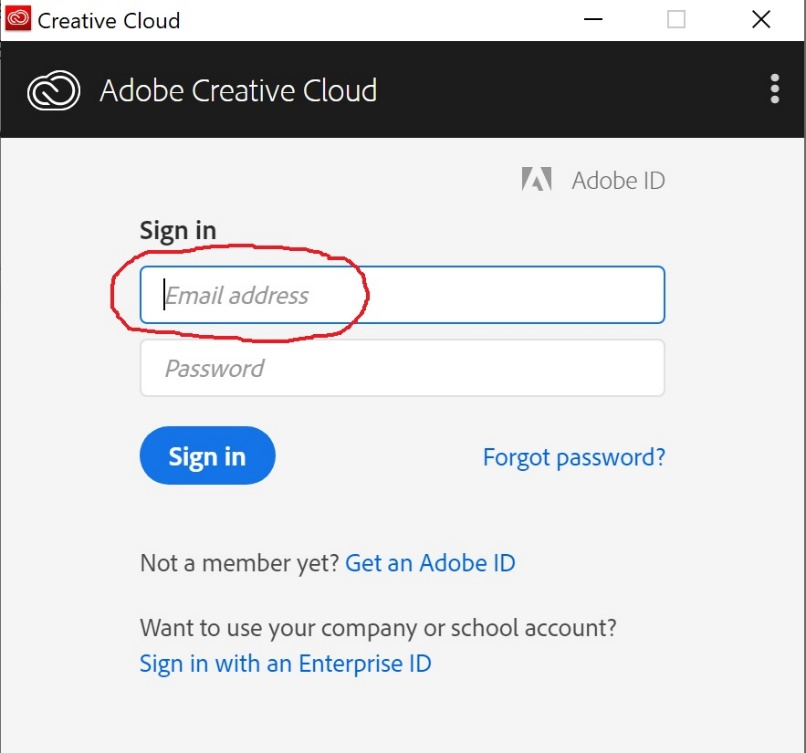 Creative Cloud
Adobe Creative Cloud
Adobe ID
Sign in
Email address
Password
Sign in
Forgot password?
Not a member yet? Get an Adobe ID
Want to use your company or school account?
Sign in with an Enterprise ID